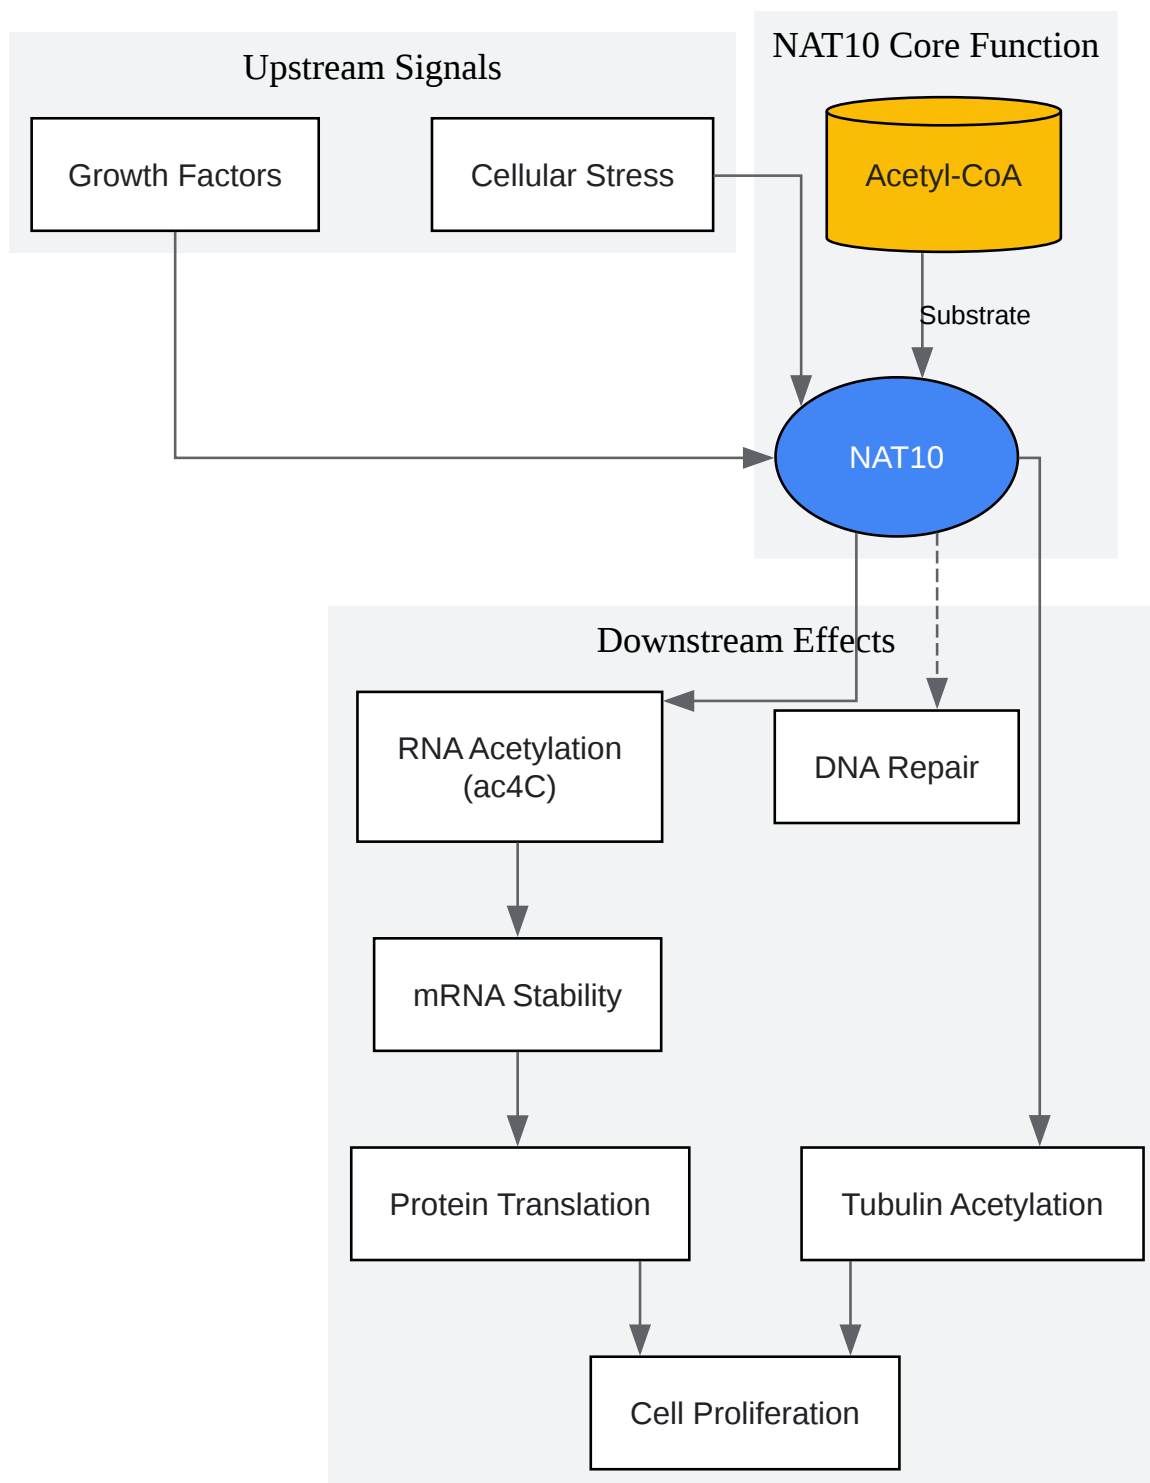 Upstream Signals
Growth Factors
Cellular Stress
NAT10 Core Function
Acetyl-CoA
Substrate
NAT10
Downstream Effects
RNA Acetylation
(ac4C)
DNA Repair
mRNA Stability
Protein Translation
Tubulin Acetylation
Cell Proliferation